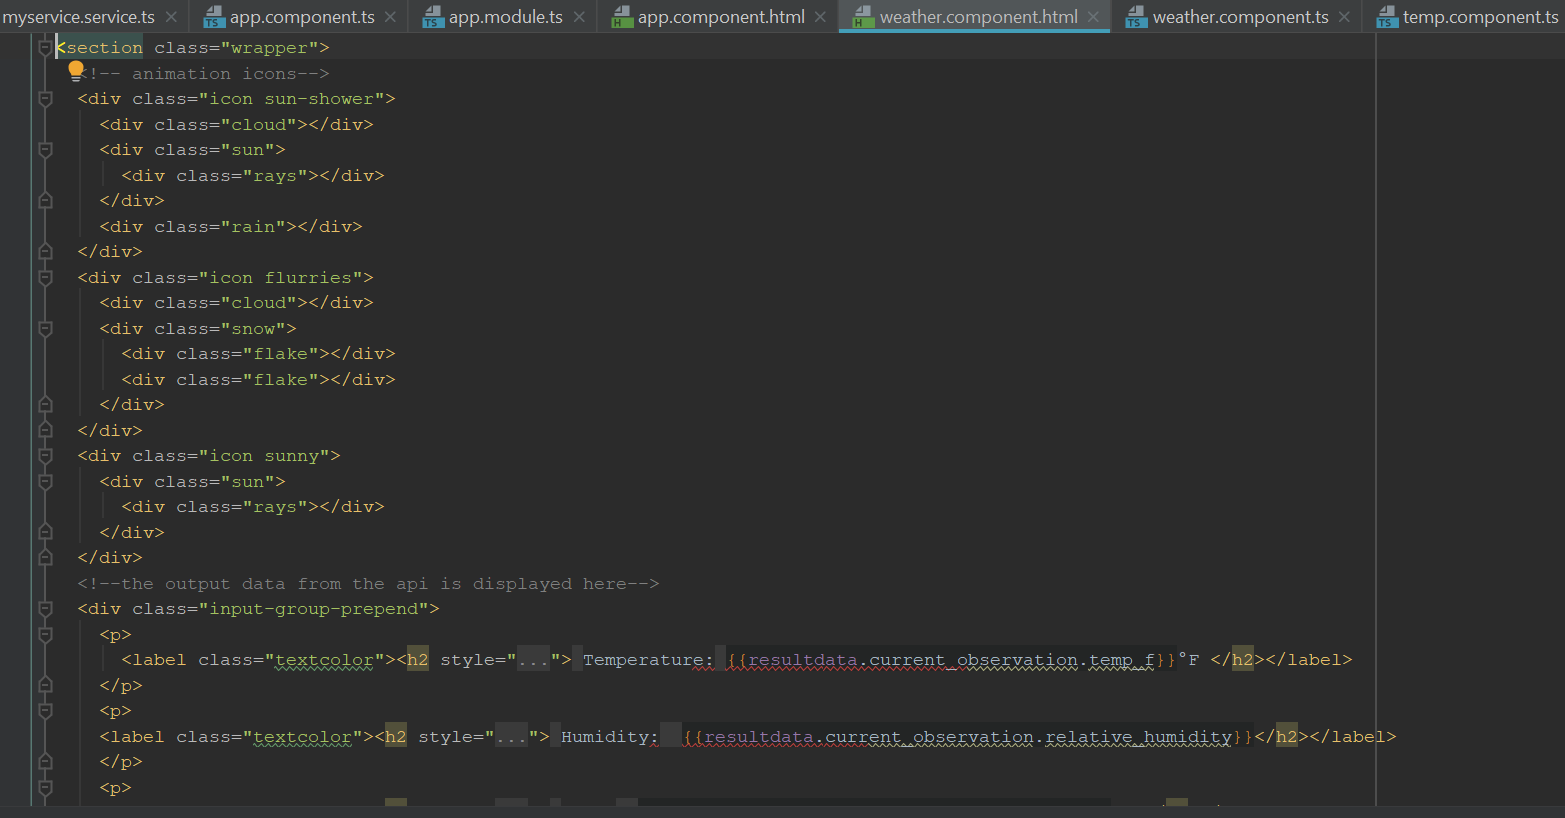 myservice.service.ts app.component.ts app.module.ts app.component.html weather.component.html weather.component.ts temp.component.ts
<section class="wrapper">
<!-- animation icons-->
<div class="icon sun-shower">
<div class="cloud"></div>
<div class="sun">
<div class="rays"></div>
</div>
<div class="rain"></div>
</div>
<div class="icon flurries">
<div class="cloud"></div>
<div class="snow">
<div class="flake"></div>
<div class="flake"></div>
</div>
</div>
<div class="icon sunny">
<div class="sun">
<div class="rays"></div>
</div>
</div>
<!--the output data from the api is displayed here-->
<div class="input-group-prepend">
<p>
<label class="textcolor"><h2 style="..."> Temperature: {{resultdata.current_observation.temp_f}}°F </h2></label>
</p>
<p>
<label class="textcolor"><h2 style="..."> Humidity: {{resultdata.current_observation.relative_humidity}}</h2></label>
</p>
<p>